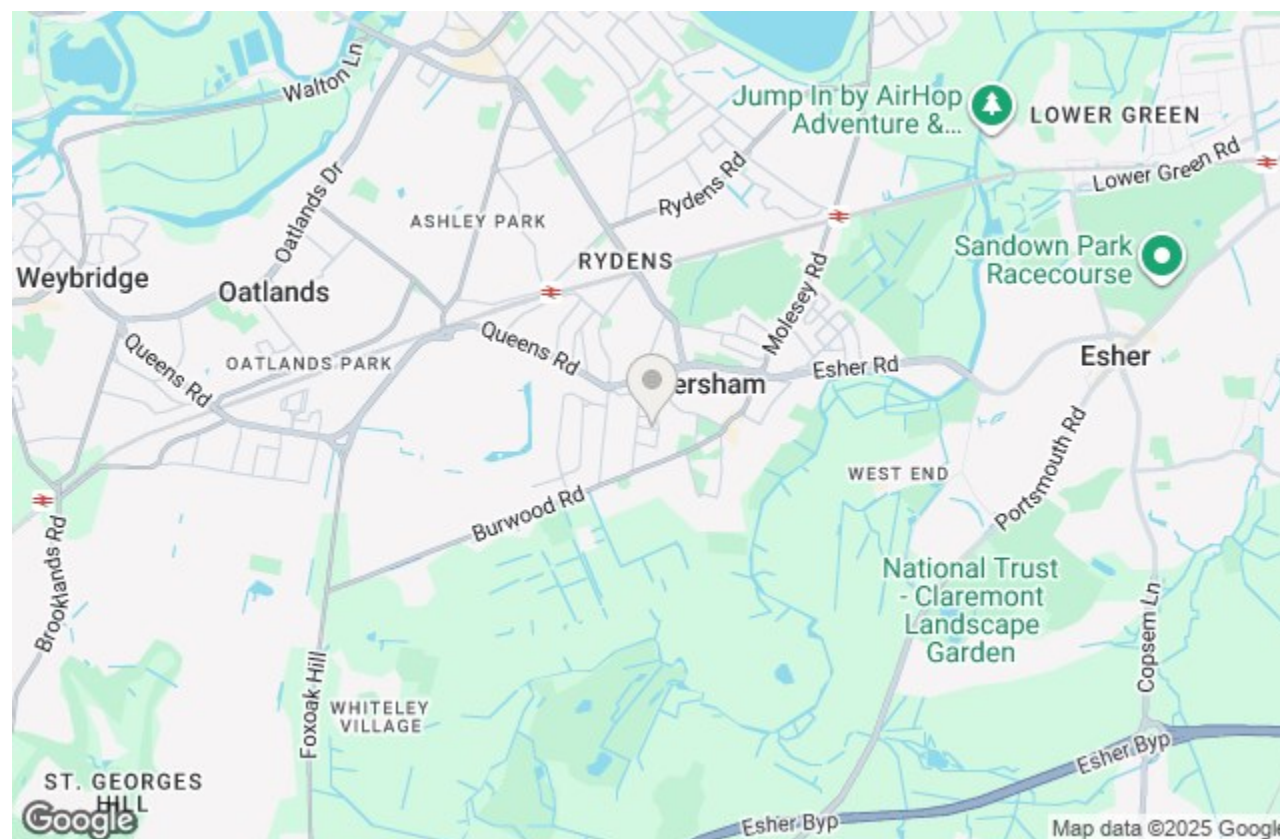 Walton Ln
Jump In by AirHop
Adventure &...
LOWER GREEN
Lower Green Rd
Rydens Rd
Oatlands Dr
ASHLEY PARK
RYDENS
Sandown Park
Racecourse
Molesey Rd
Weybridge
Oatlands
Queens Rd
Queens Rd
OATLANDS PARK
Esher Rd
Esher
ersham
Portsmouth Rd
WEST END
Burwood Rd
Brooklands Rd
National Trust
- Claremont
Landscape
Garden
Copsem Ln
Foxoak Hill
WHITELEY
VILLAGE
Esher Byp
ST. GEORGES
HILL
Google
Esher Byp
Map data ©2025 Google